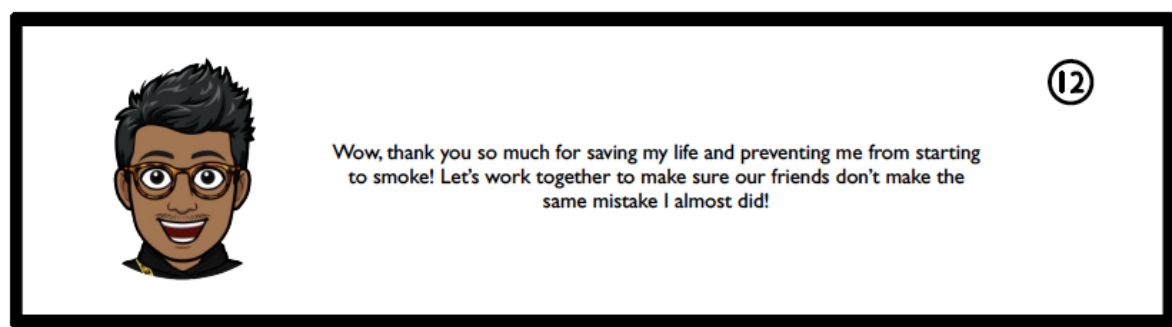 12
Wow, thank you so much for saving my life and preventing me from starting
to smoke! Let’s work together to make sure our friends don’t make the
same mistake I almost did!